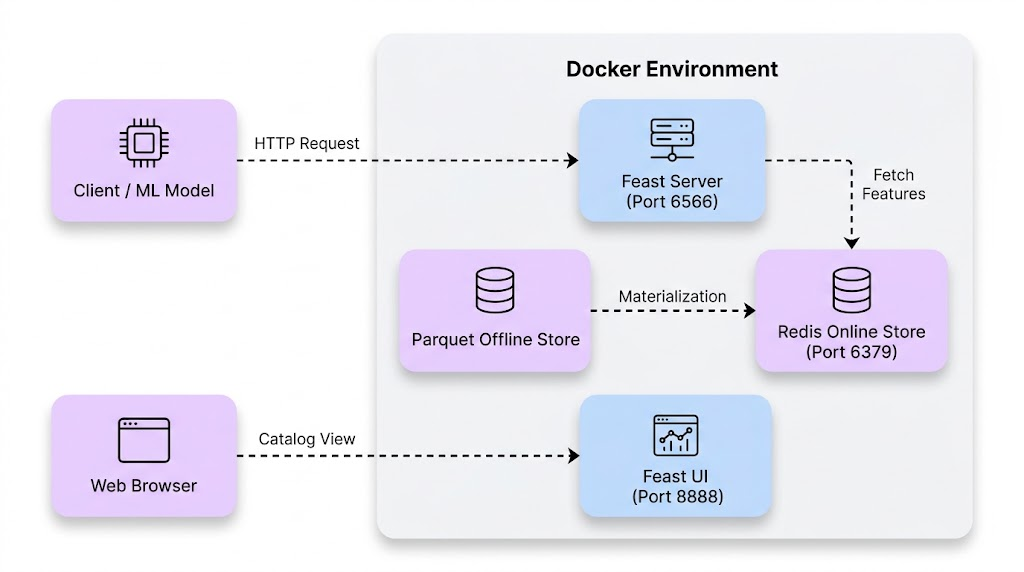 Docker Environment
HTTP Request
Client / ML Model
Feast Server
(Port 6566)
Fetch
Features
Parquet Offline Store
Materialization
Redis Online Store
(Port 6379)
Catalog View
Web Browser
Feast UI
(Port 8888)